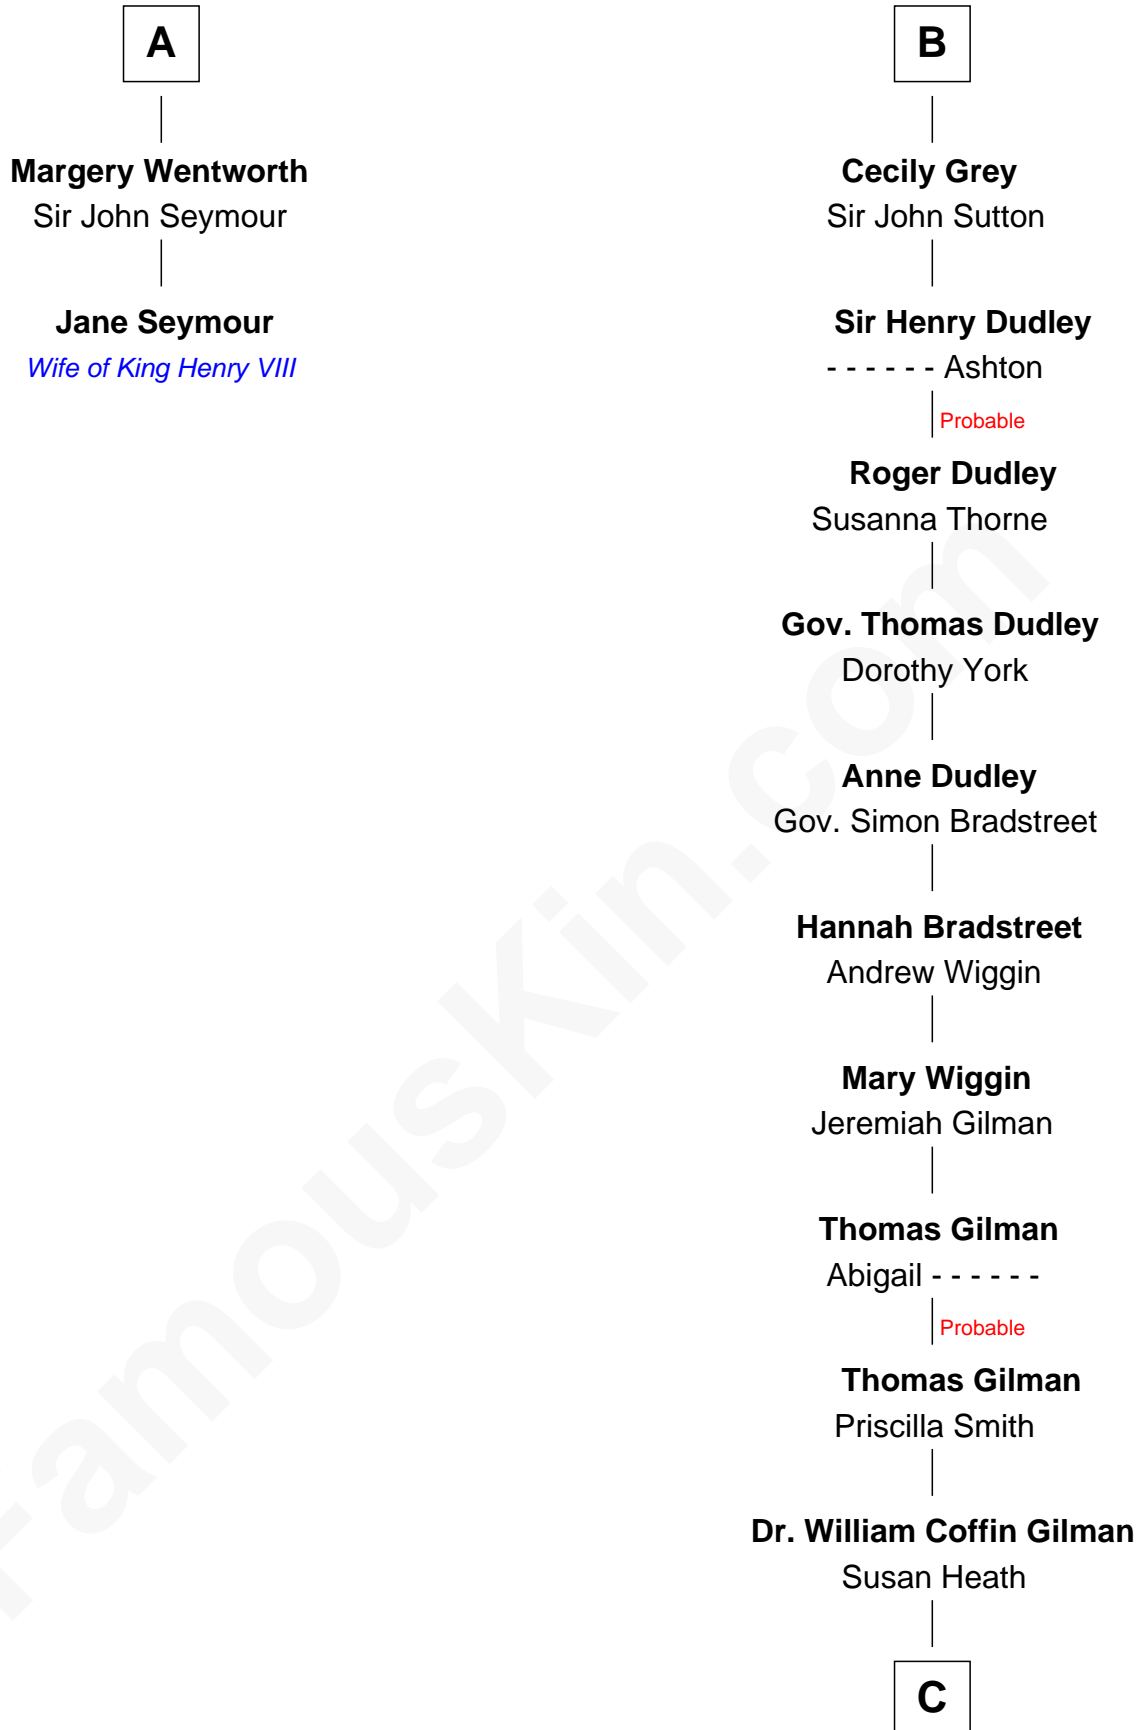 A
Margery Wentworth
Sir John Seymour
Jane Seymour
Wife of King Henry VIII
B
Cecily Grey
Sir John Sutton
Sir Henry Dudley
- - - - - - Ashton
Probable
Roger Dudley
Susanna Thorne
Gov. Thomas Dudley
Dorothy York
Anne Dudley
Gov. Simon Bradstreet
Hannah Bradstreet
Andrew Wiggin
Mary Wiggin
Jeremiah Gilman
Thomas Gilman
Abigail - - - - - -
Probable
Thomas Gilman
Priscilla Smith
Dr. William Coffin Gilman
Susan Heath
C
FamousKin.com